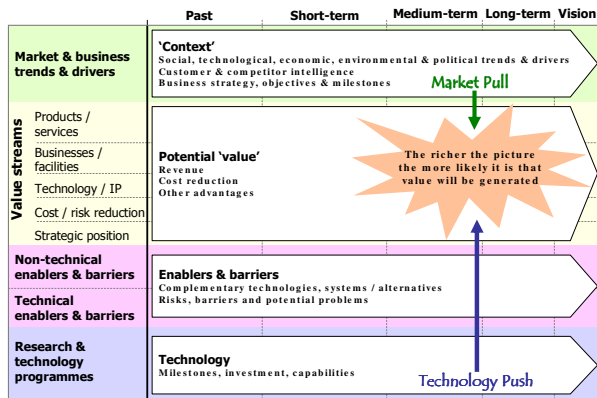 Past Short-term Medium-term Long-term Vision
Market & business
trends & drivers
‘Context’
Social, technological, economic, environmental & political trends & drivers
Customer & competitor intelligence
Business strategy, objectives & milestones
Market Pull
Value streams
Products /
services
Businesses /
facilities
Technology / IP
Cost / risk reduction
Strategic position
Potential ‘value’
Revenue
Cost reduction
Other advantages
The richer the picture
the more likely it is that
value will be generated
Non-technical
enablers & barriers
Technical
enablers & barriers
Enablers & barriers
Complementary technologies, systems / alternatives
Risks, barriers and potential problems
Research &
technology
programmes
Technology
Milestones, investment, capabilities
Technology Push